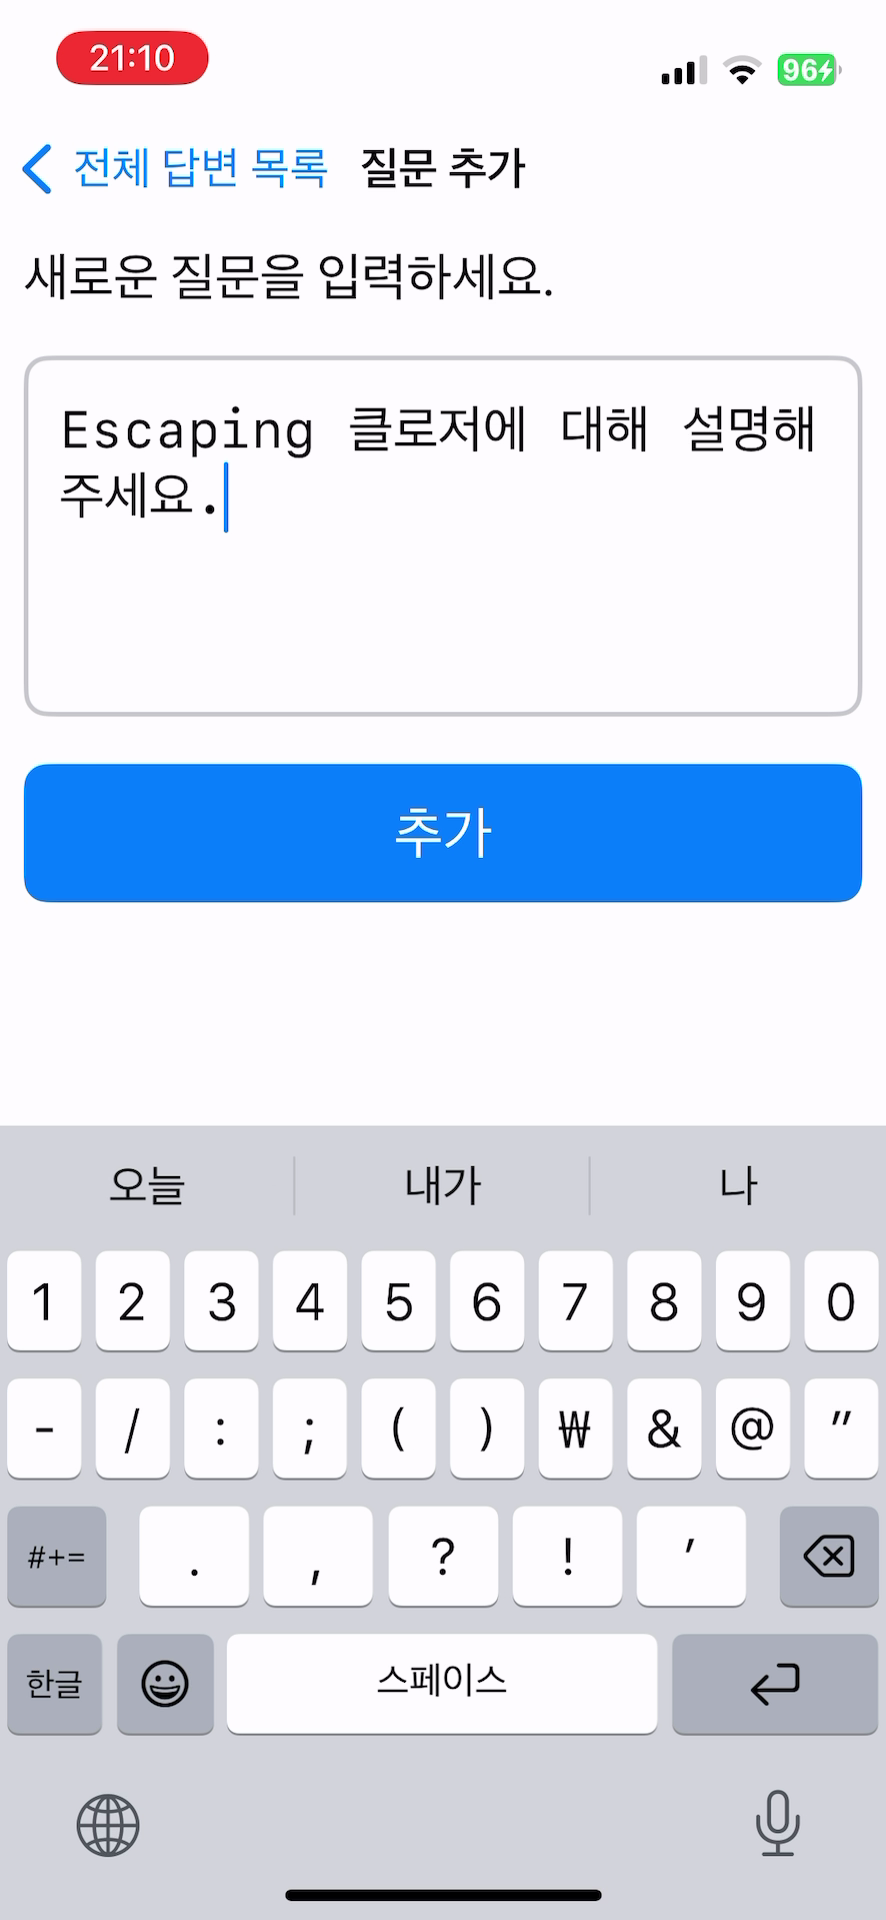 21:10
96
전체 답변 목록 질문 추가
새로운 질문을 입력하세요.
Escaping 클로저에 대해 설명해
주세요.
추가
오늘 내가 나
1 2 3 4 5 6 7 8 9 0
- / : ; ( ) ₩ & @ "
#+= . , ? ! '
한글 스페이스